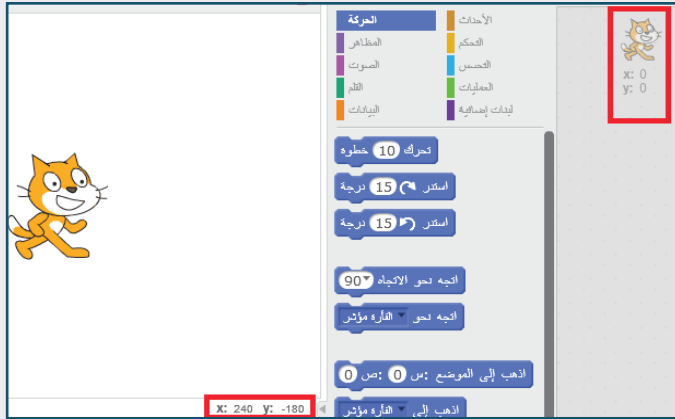 الحركة
الأحداث
المظاهر
التحكم
الصوت
التحسس
القلم
العمليات
البيانات
لبنات إضافية
تحرك 10 خطوه
استدر 15 درجة
استدر 15 درجة
اتجه نحو الاتجاه 90
اتجه نحو الفأرة مؤشر
اذهب إلى الموضع س: 0 ص: 0
اذهب إلى الفأرة مؤشر
x: 0
y: 0
x: 240 y: -180